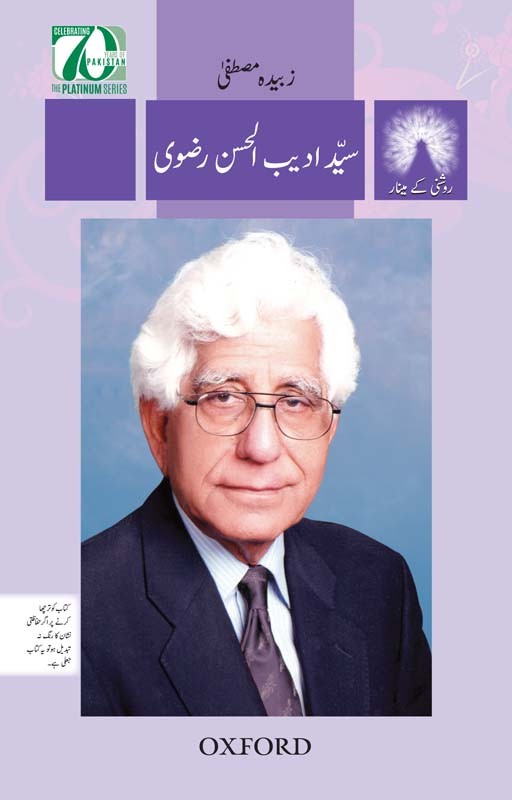 CELEBRATING
70 YEARS OF
PAKISTAN
THE PLATINUM SERIES
زبیدہ مصطفیٰ
سیّد ادیب الحسن رضوی
روشنی کے مینار
کتاب کو ترچھا
کرنے پر اگر حفاظتی
نشان کا رنگ نہ
تبدیل ہو تو یہ کتاب
جعلی ہے۔
OXFORD